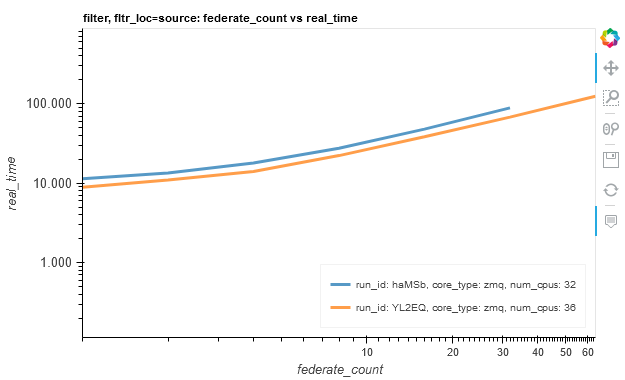 filter, fltr_loc=source: federate_count vs real_time
100.000
10.000
1.000
real_time
run_id: haMSb, core_type: zmq, num_cpus: 32
run_id: YL2EQ, core_type: zmq, num_cpus: 36
10
20
30
40
50
60
federate_count